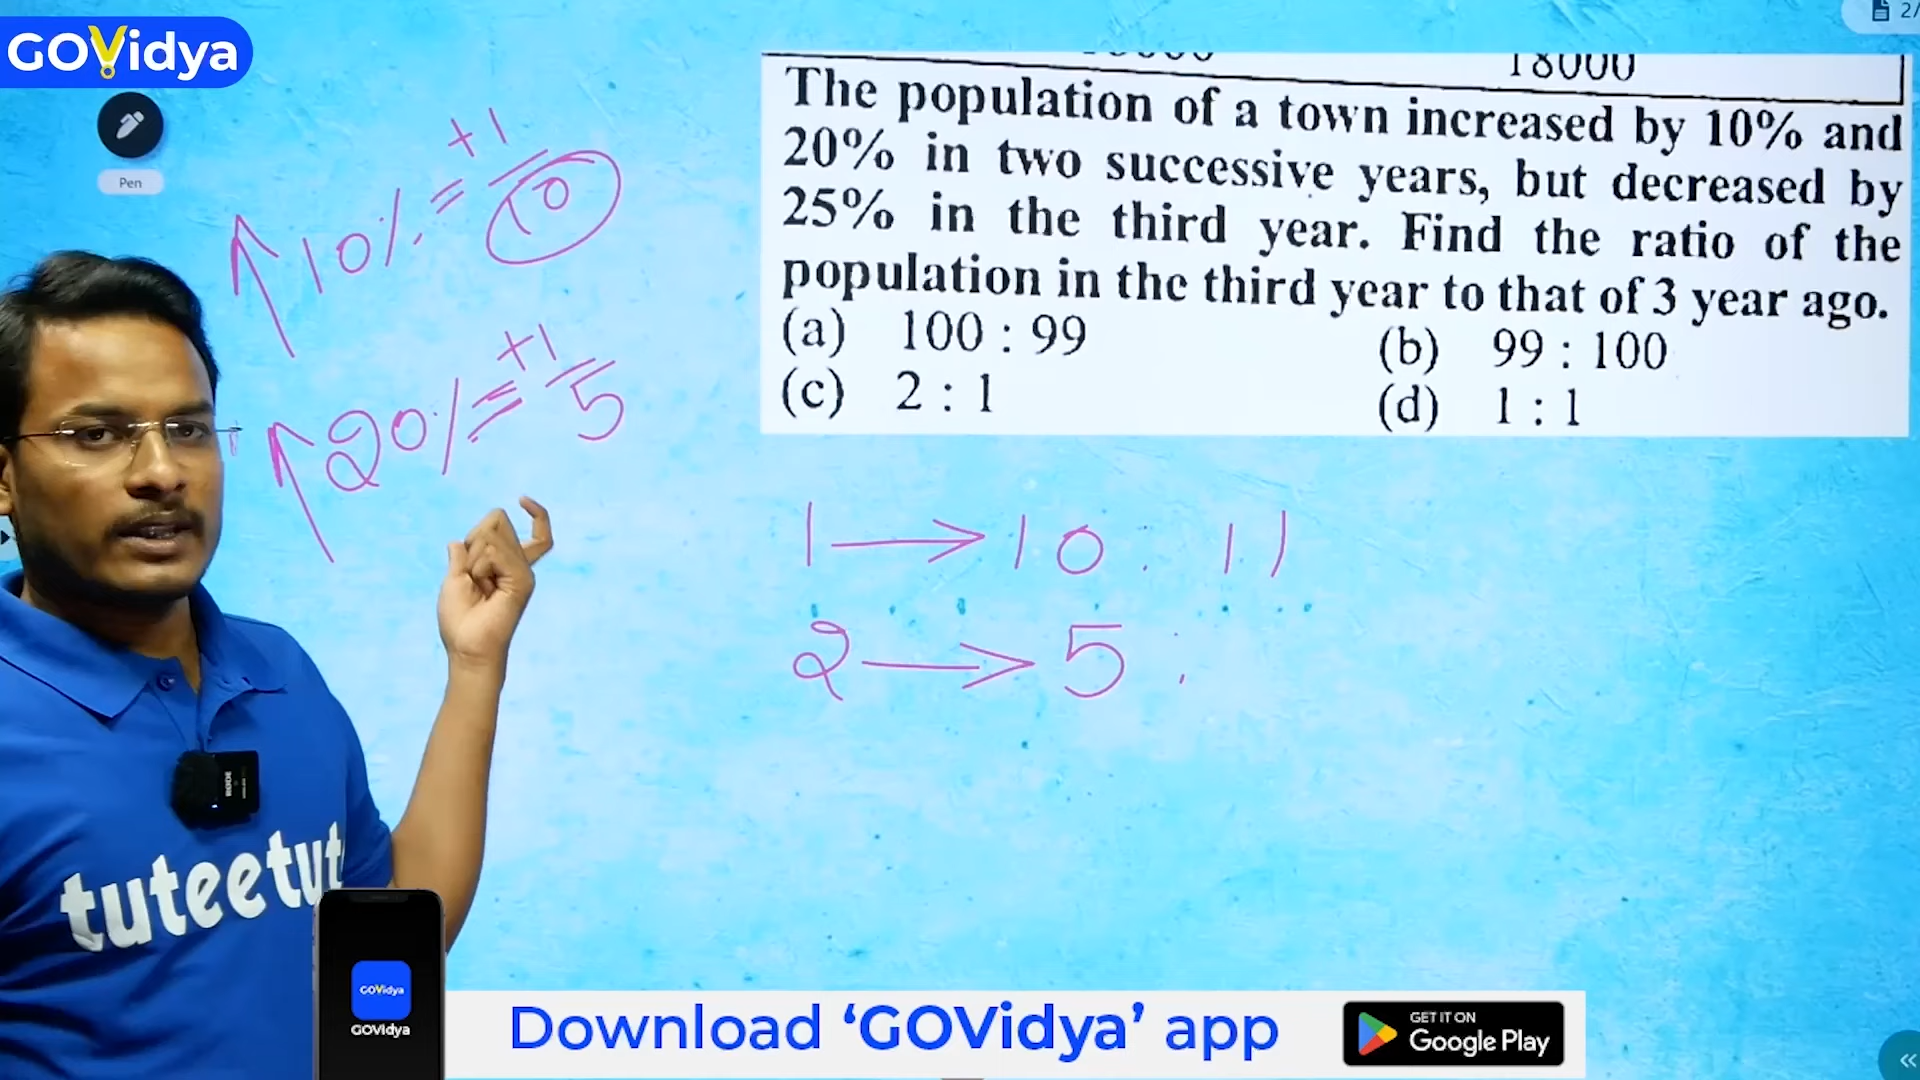 GOVidya
2/
18000
Pen
The population of a town increased by 10% and
20% in two successive years, but decreased by
25% in the third year. Find the ratio of the
population in the third year to that of 3 year ago.
(a) 100 : 99
(b) 99 : 100
(c) 2 : 1
(d) 1 : 1
↑10% = +1/10
↑20% = +1/5
1 → 10 : 11
2 → 5 :
RODE
tuteetut
GOVidya
GOVidya
Download ‘GOVidya’ app
GET IT ON
Google Play